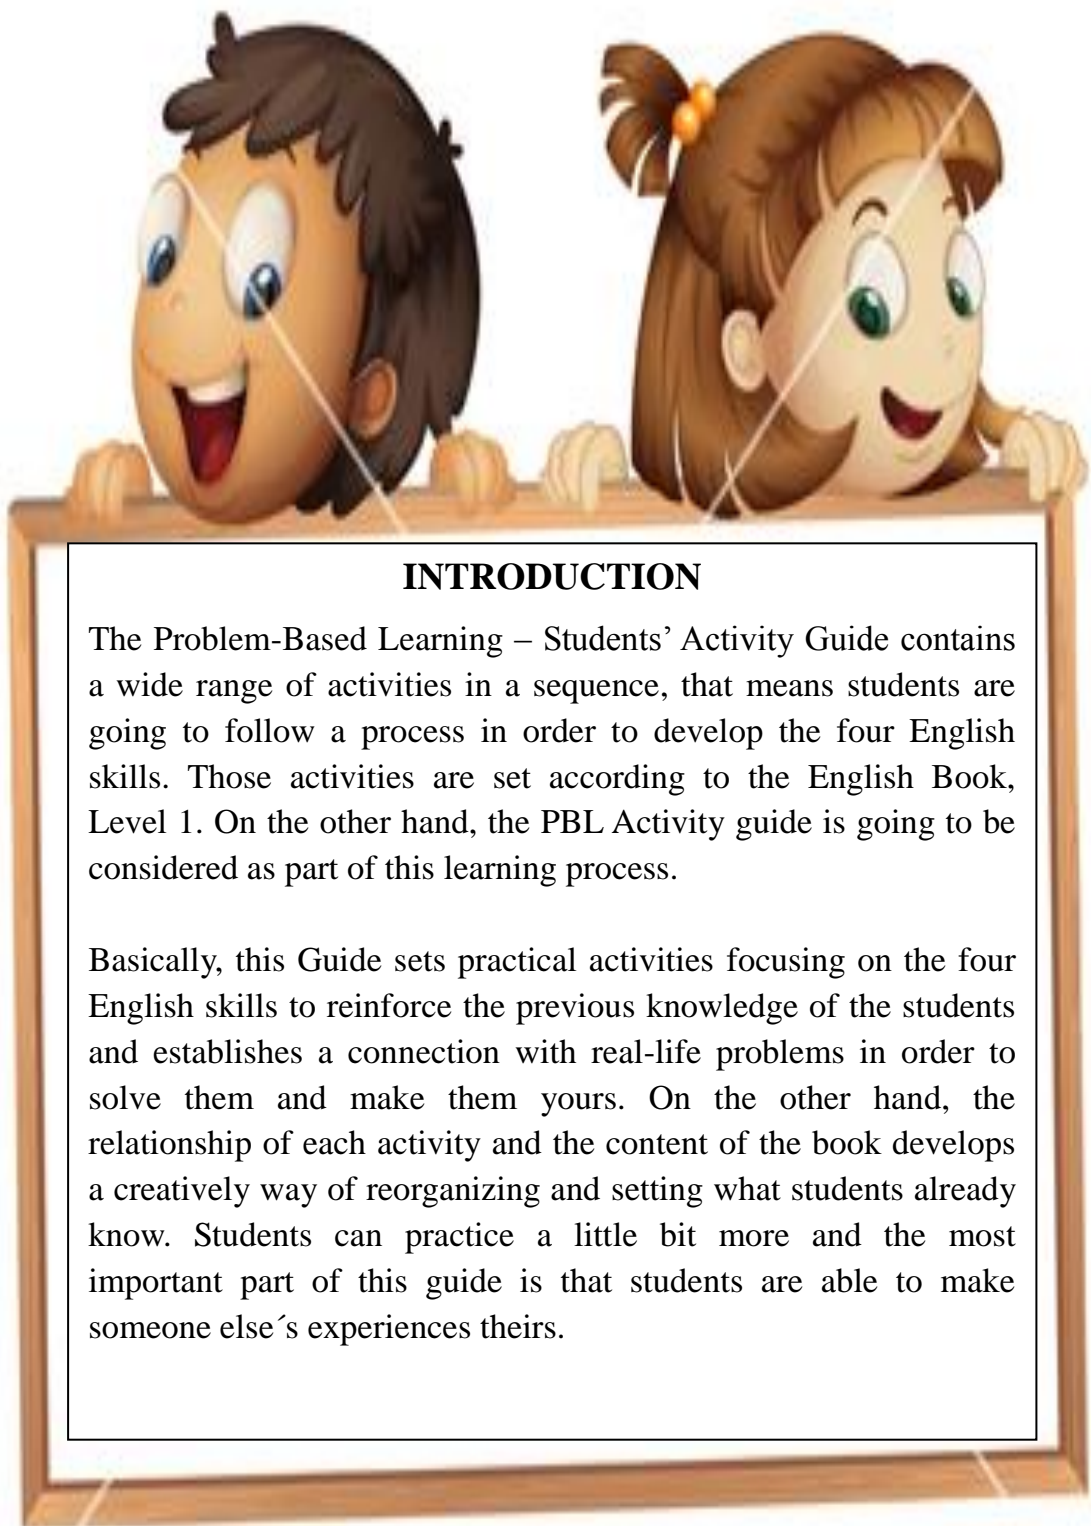 INTRODUCTION
The Problem-Based Learning – Students’ Activity Guide contains
a wide range of activities in a sequence, that means students are
going to follow a process in order to develop the four English
skills. Those activities are set according to the English Book,
Level 1. On the other hand, the PBL Activity guide is going to be
considered as part of this learning process.
Basically, this Guide sets practical activities focusing on the four
English skills to reinforce the previous knowledge of the students
and establishes a connection with real-life problems in order to
solve them and make them yours. On the other hand, the
relationship of each activity and the content of the book develops
a creatively way of reorganizing and setting what students already
know. Students can practice a little bit more and the most
important part of this guide is that students are able to make
someone else´s experiences theirs.